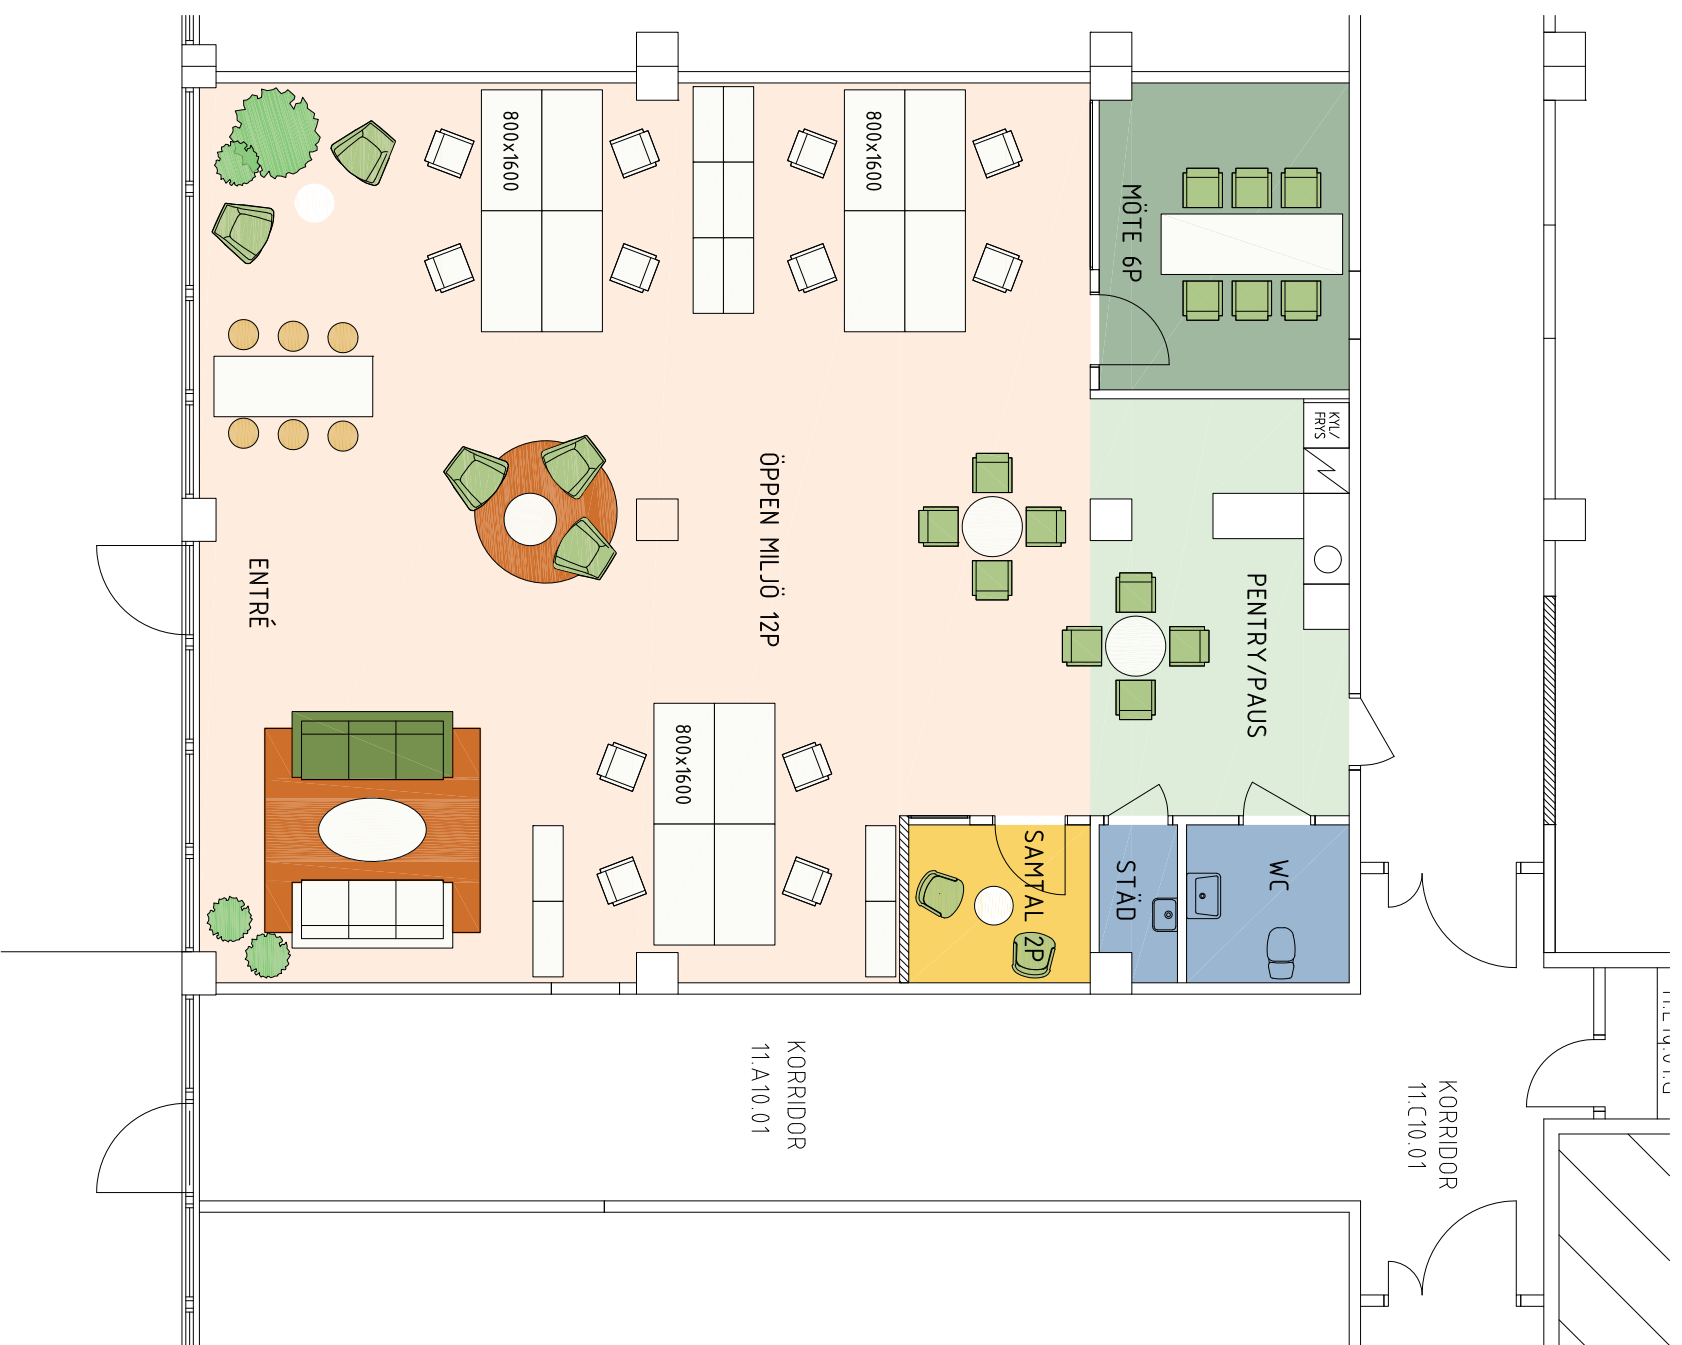 800x1600
800x1600
MÖTE 6P
KYL/
FRYS
ÖPPEN MILJÖ 12P
ENTRÉ
PENTRY/PAUS
800x1600
SAMTAL 2P
STÄD
WC
KORRIDOR
11.A10.01
KORRIDOR
11.C10.01